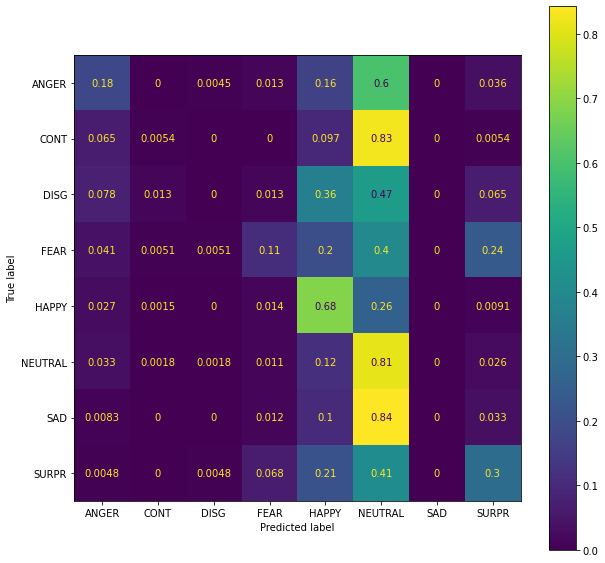 ANGER 0.18 0 0.0045 0.013 0.16 0.6 0 0.036
CONT 0.065 0.0054 0 0 0.097 0.83 0 0.0054
DISG 0.078 0.013 0 0.013 0.36 0.47 0 0.065
FEAR 0.041 0.0051 0.0051 0.11 0.2 0.4 0 0.24
HAPPY 0.027 0.0015 0 0.014 0.68 0.26 0 0.0091
NEUTRAL 0.033 0.0018 0.0018 0.011 0.12 0.81 0 0.026
SAD 0.0083 0 0 0.012 0.1 0.84 0 0.033
SURPR 0.0048 0 0.0048 0.068 0.21 0.41 0 0.3
ANGER CONT DISG FEAR HAPPY NEUTRAL SAD SURPR
Predicted label
True label
0.8
0.7
0.6
0.5
0.4
0.3
0.2
0.1
0.0